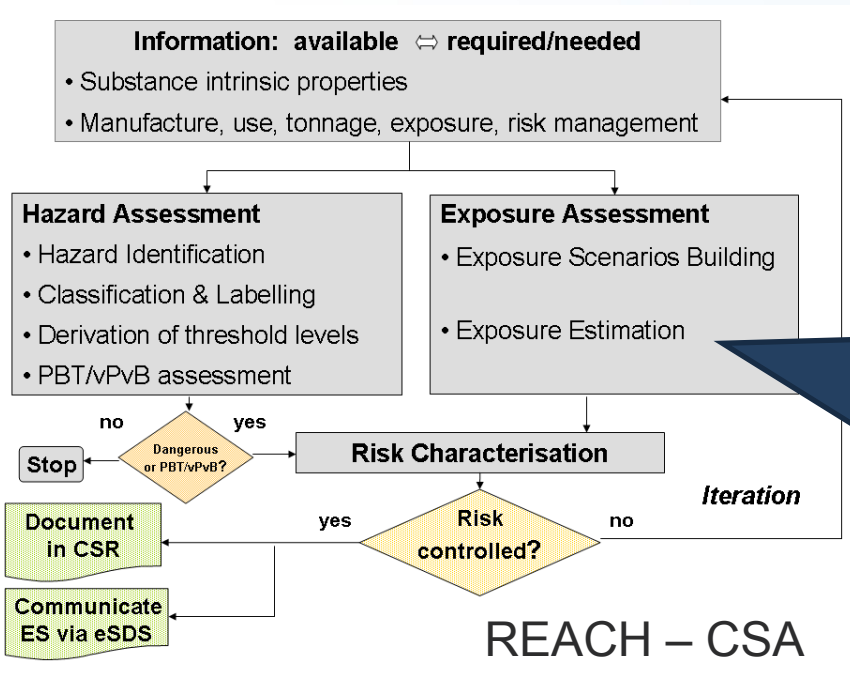 Information: available ⇔ required/needed
• Substance intrinsic properties
• Manufacture, use, tonnage, exposure, risk management
Hazard Assessment
• Hazard Identification
• Classification & Labelling
• Derivation of threshold levels
• PBT/vPvB assessment
Exposure Assessment
• Exposure Scenarios Building
• Exposure Estimation
no
yes
Dangerous
or PBT/vPvB?
Stop
Risk Characterisation
Iteration
Document
in CSR
yes
Risk
controlled?
no
Communicate
ES via eSDS
REACH – CSA